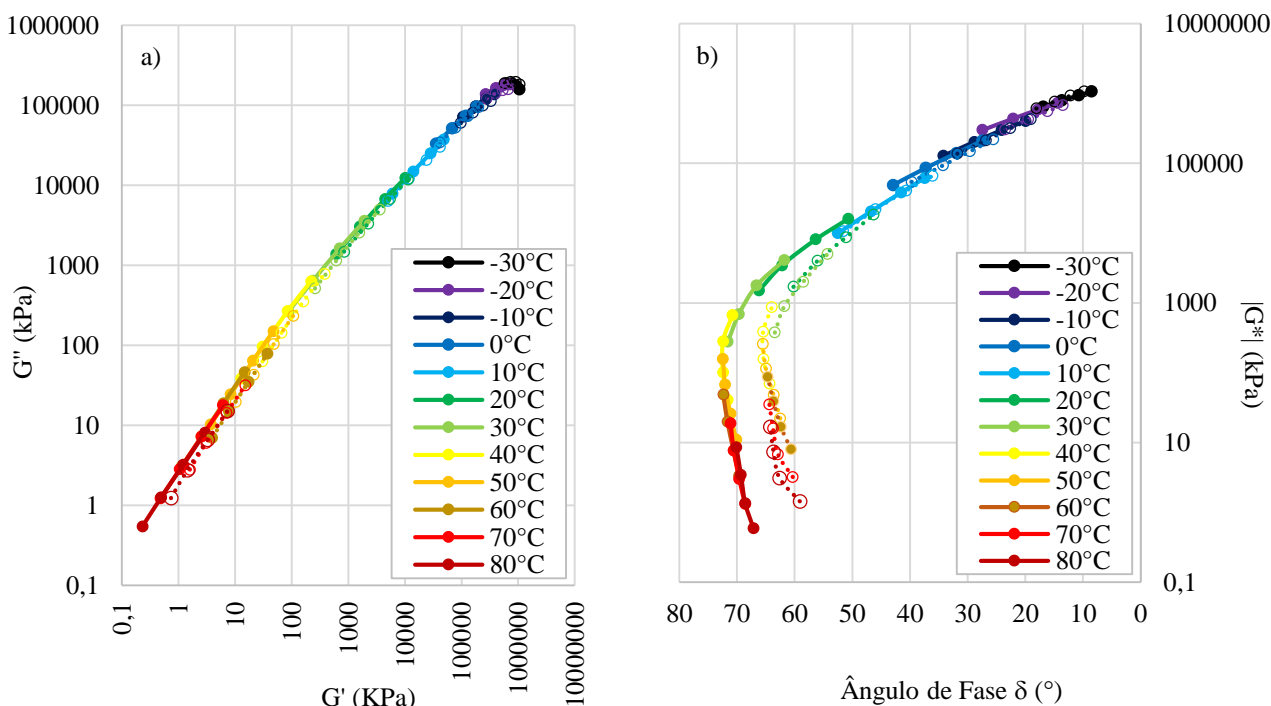 a)
1000000
100000
10000
1000
100
10
1
0,1
G'' (kPa)
0,1
1
10
100
1000
10000
100000
1000000
10000000
G' (KPa)
-30°C
-20°C
-10°C
0°C
10°C
20°C
30°C
40°C
50°C
60°C
70°C
80°C
b)
10000000
100000
1000
10
0,1
|G*| (kPa)
80
70
60
50
40
30
20
10
0
Ângulo de Fase δ (°)
-30°C
-20°C
-10°C
0°C
10°C
20°C
30°C
40°C
50°C
60°C
70°C
80°C